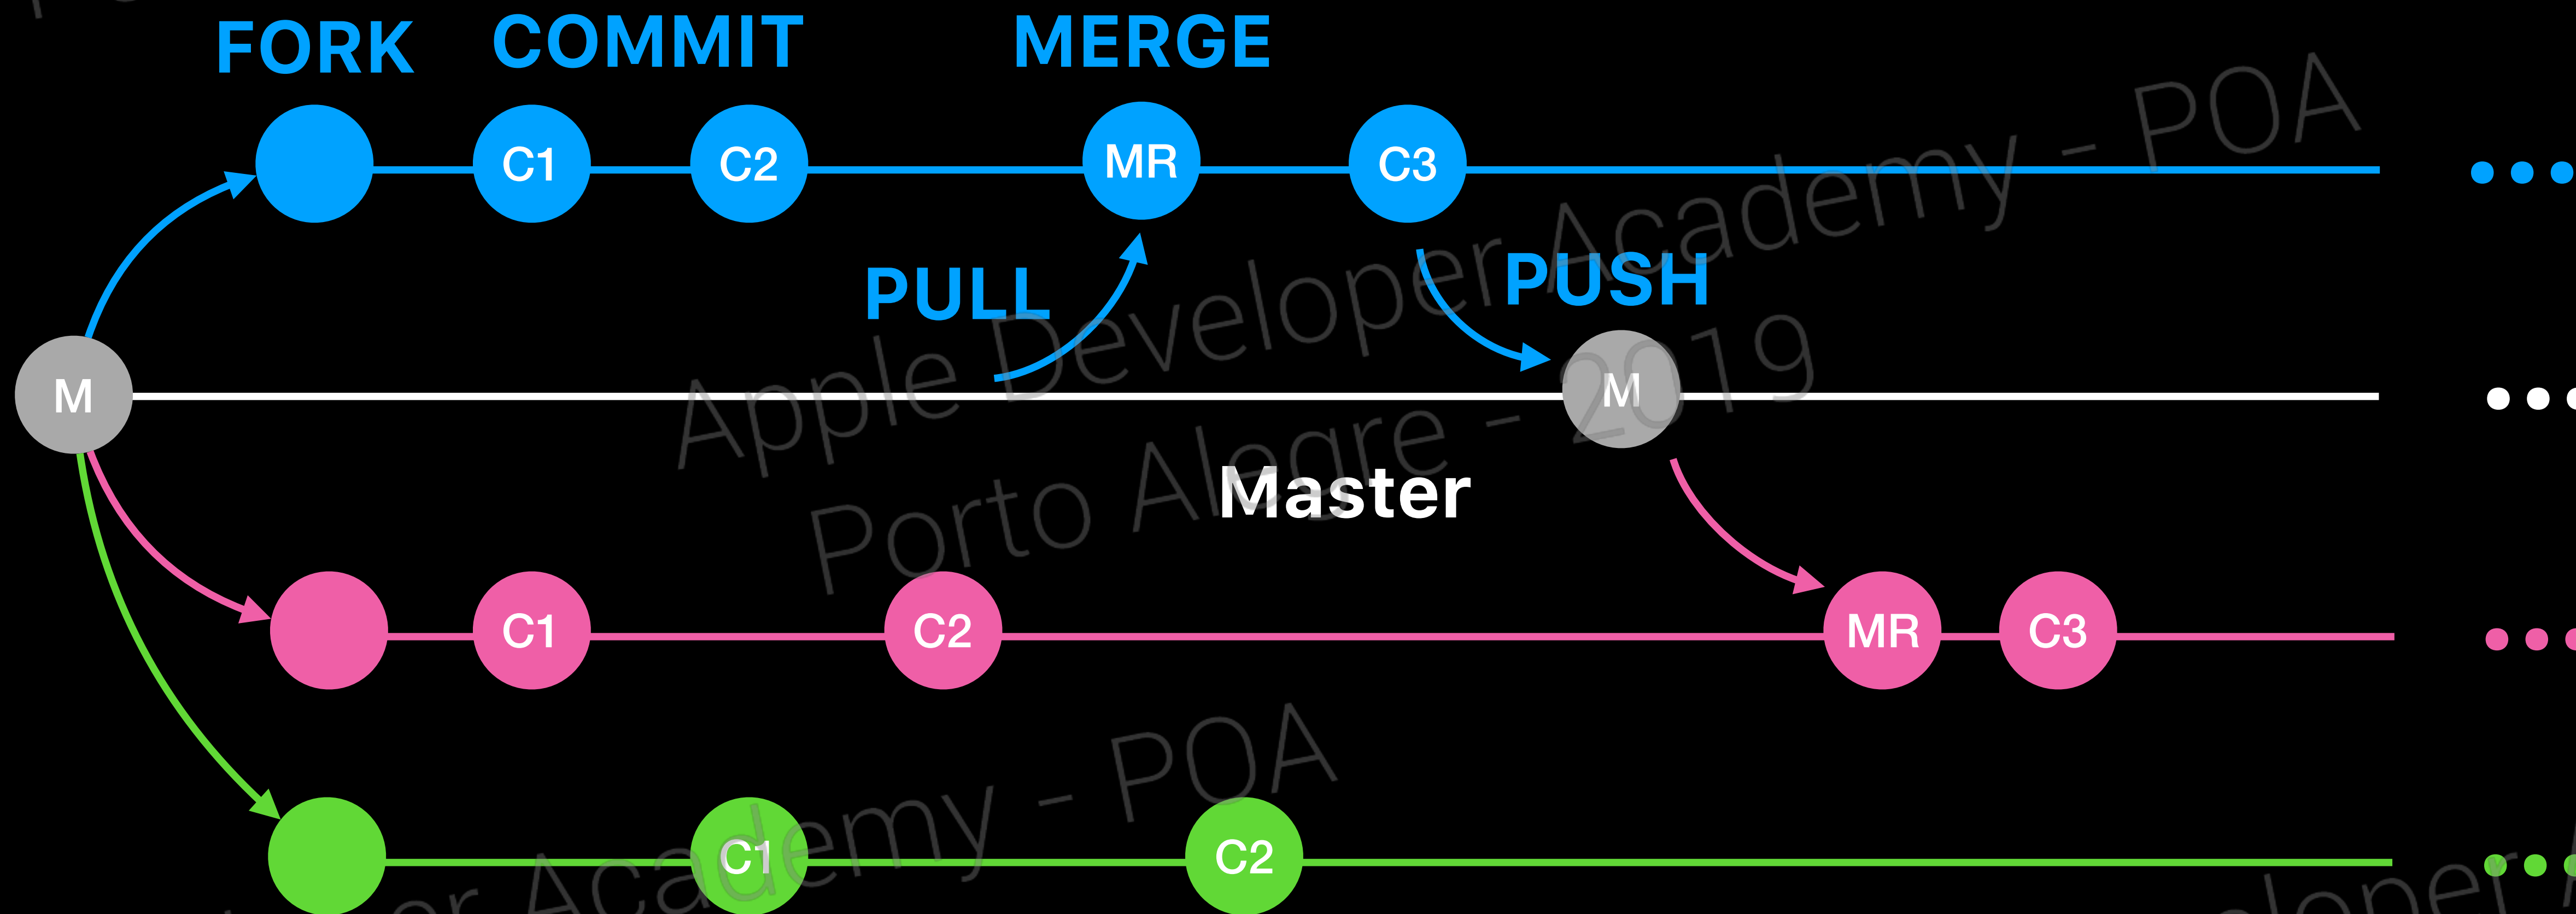 FORK COMMIT MERGE
C1 C2 MR C3
PULL PUSH
M M
Master
C1 C2 MR C3
C1 C2
Apple Developer Academy - POA
Porto Alegre - 2019
Academy - POA